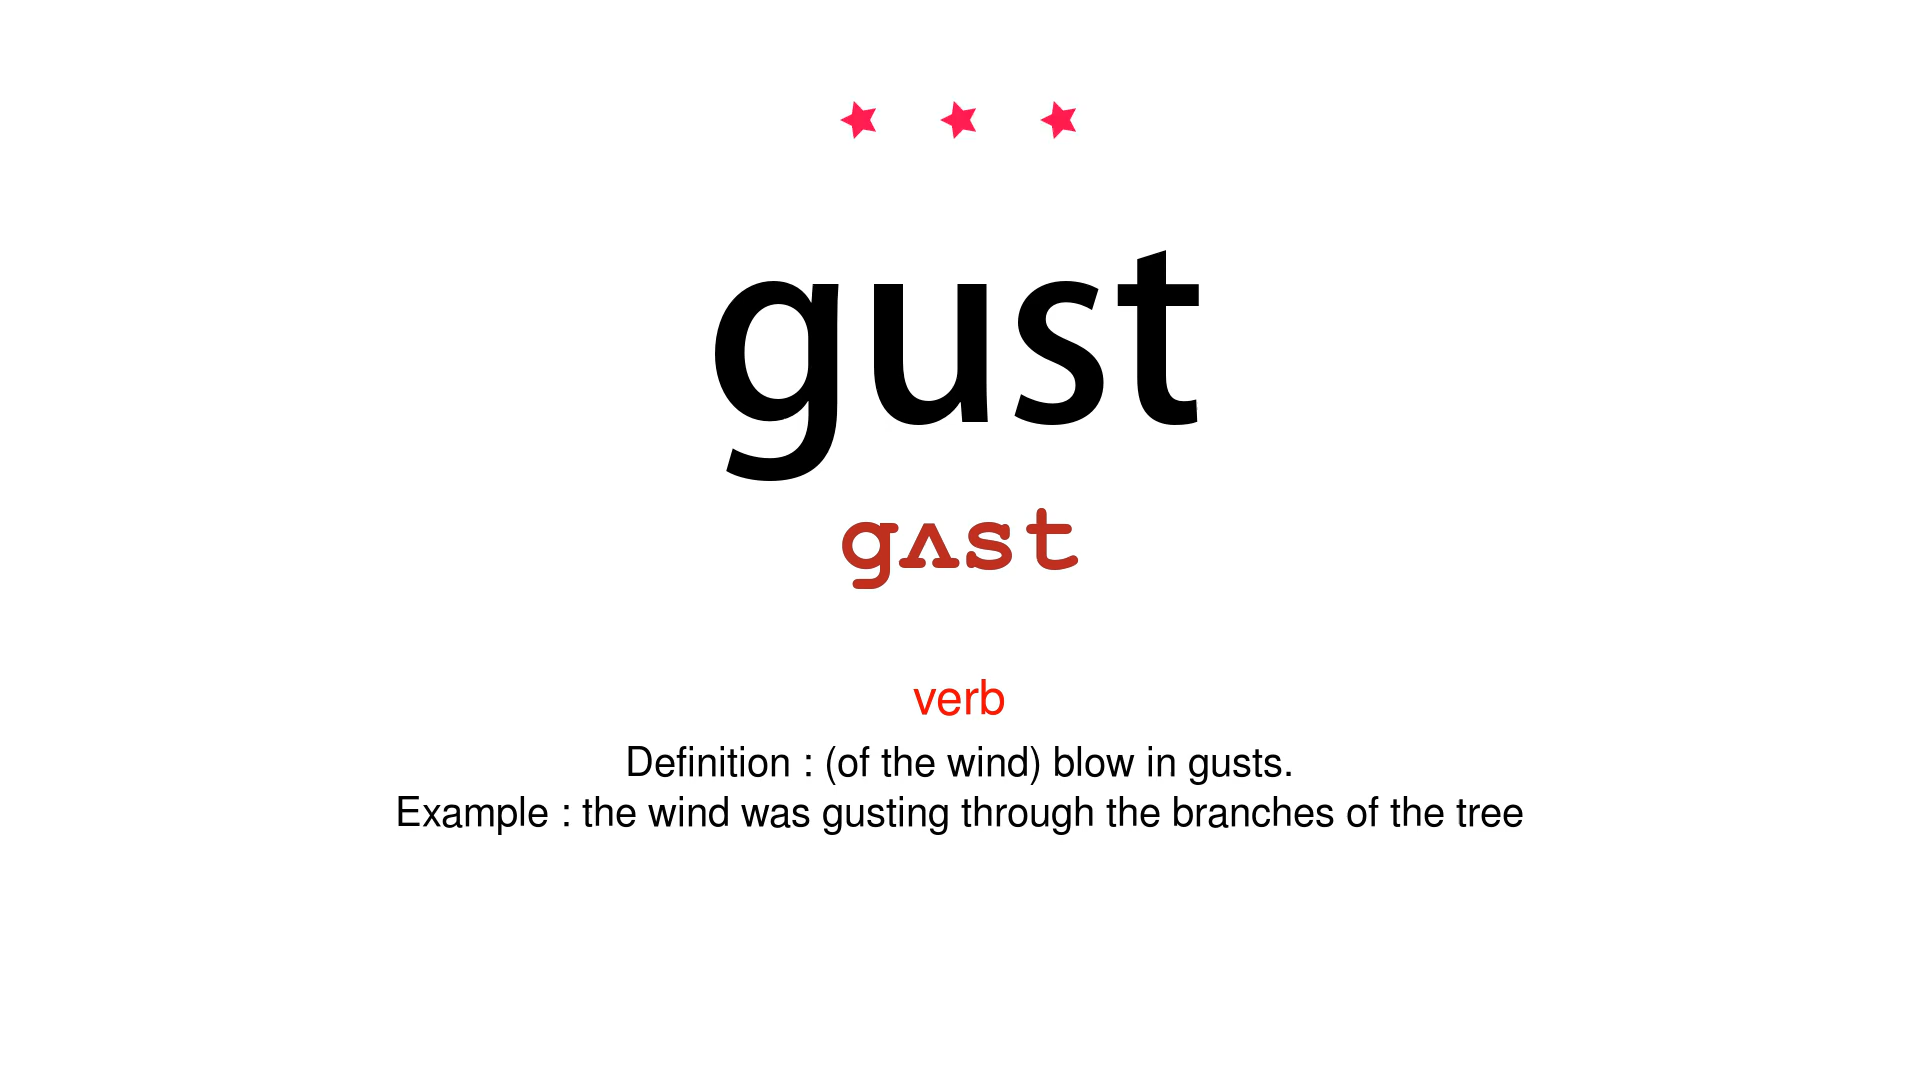 gust
gʌst
verb
Definition : (of the wind) blow in gusts.
Example : the wind was gusting through the branches of the tree